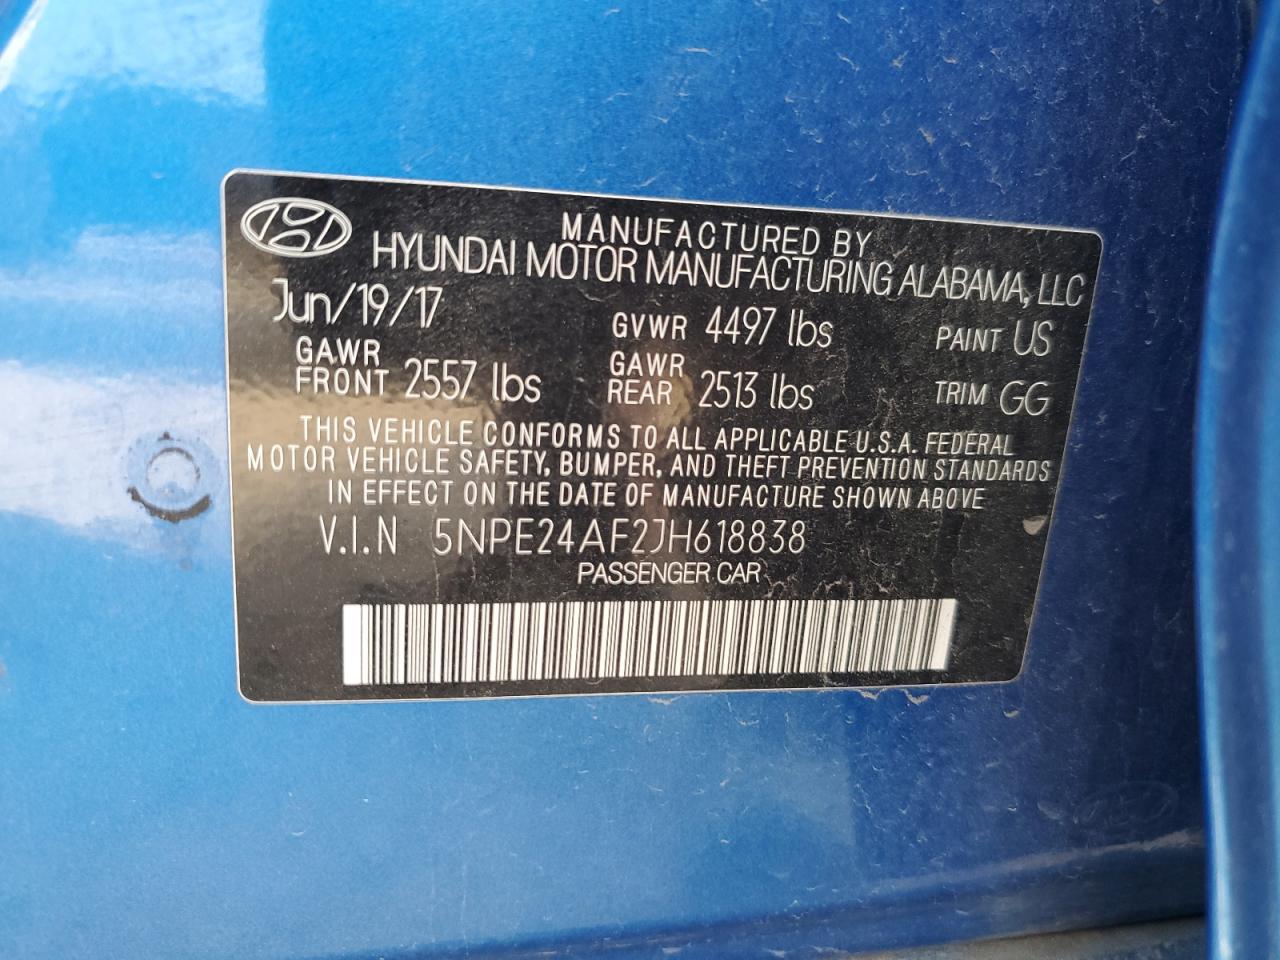 MANUFACTURED BY
HYUNDAI MOTOR MANUFACTURING ALABAMA, LLC
Jun/19/17 GVWR 4497 lbs PAINT US
GAWR FRONT 2557 lbs GAWR REAR 2513 lbs TRIM GG
THIS VEHICLE CONFORMS TO ALL APPLICABLE U.S.A. FEDERAL
MOTOR VEHICLE SAFETY, BUMPER, AND THEFT PREVENTION STANDARDS
IN EFFECT ON THE DATE OF MANUFACTURE SHOWN ABOVE
V.I.N 5NPE24AF2JH618838
PASSENGER CAR